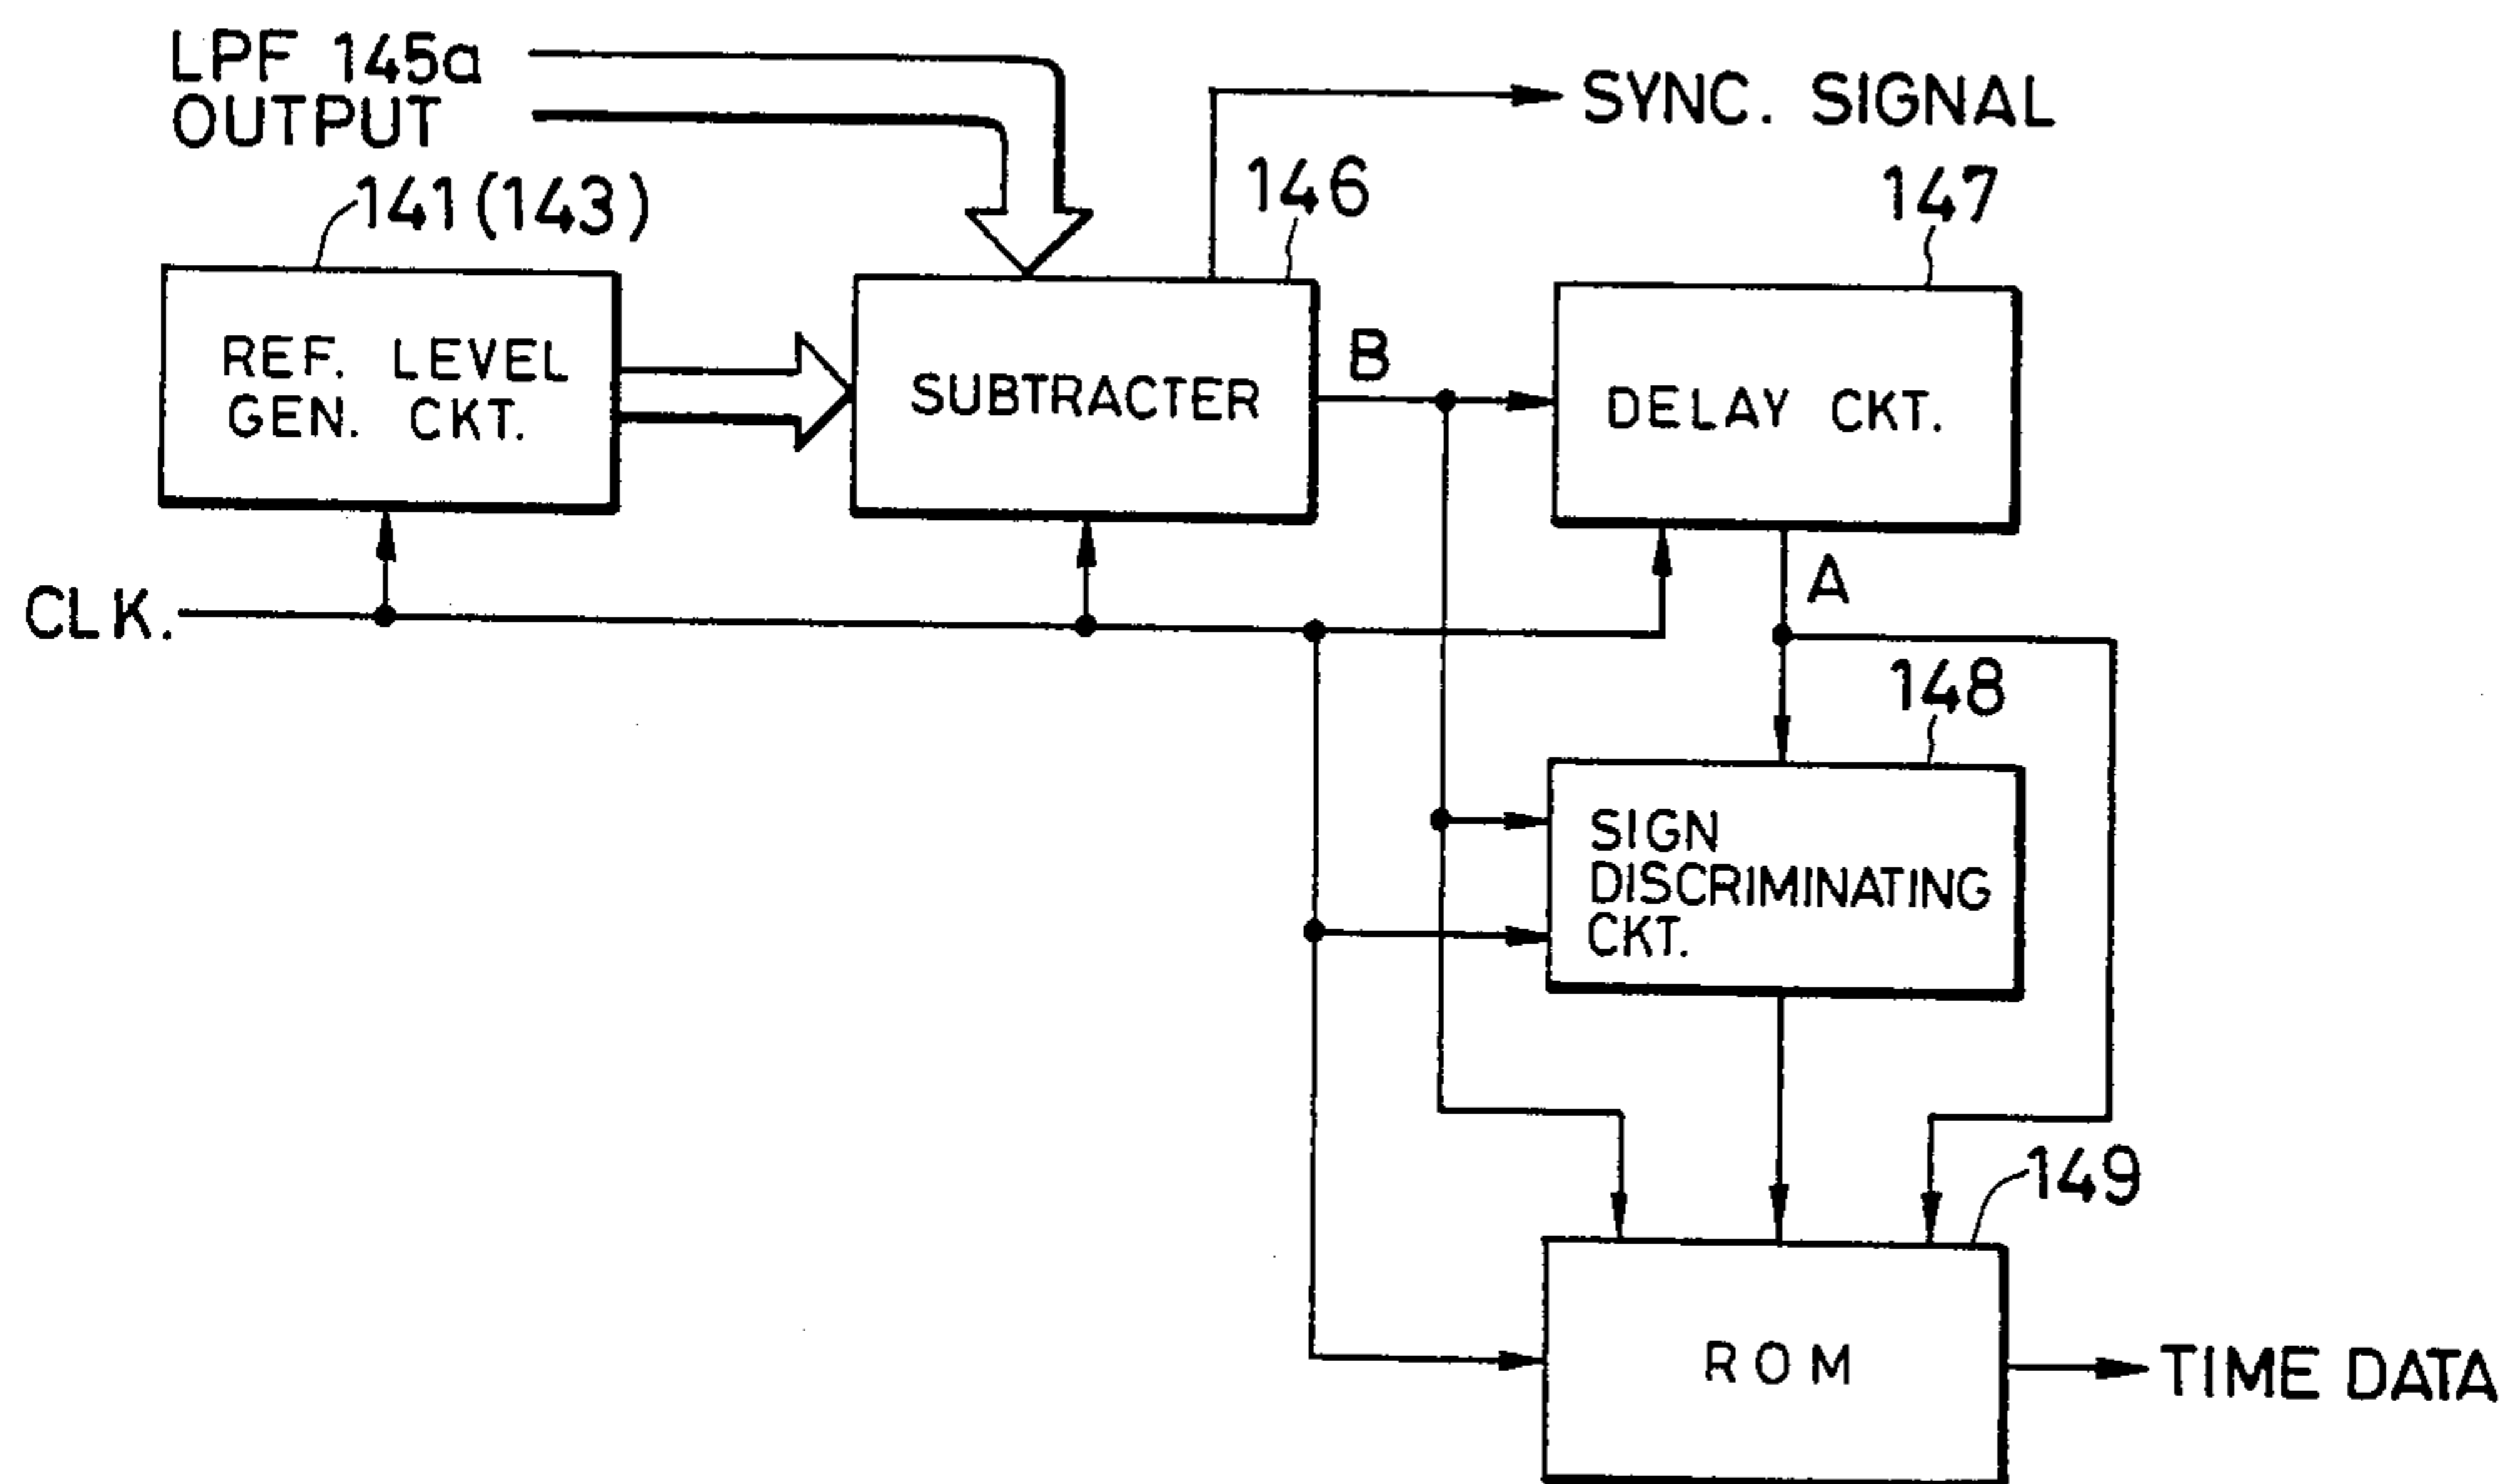 LPF 145a
OUTPUT
SYNC. SIGNAL
141(143)
146
147
REF. LEVEL
GEN. CKT.
SUBTRACTER
B
DELAY CKT.
A
CLK.
148
SIGN
DISCRIMINATING
CKT.
149
ROM
TIME DATA